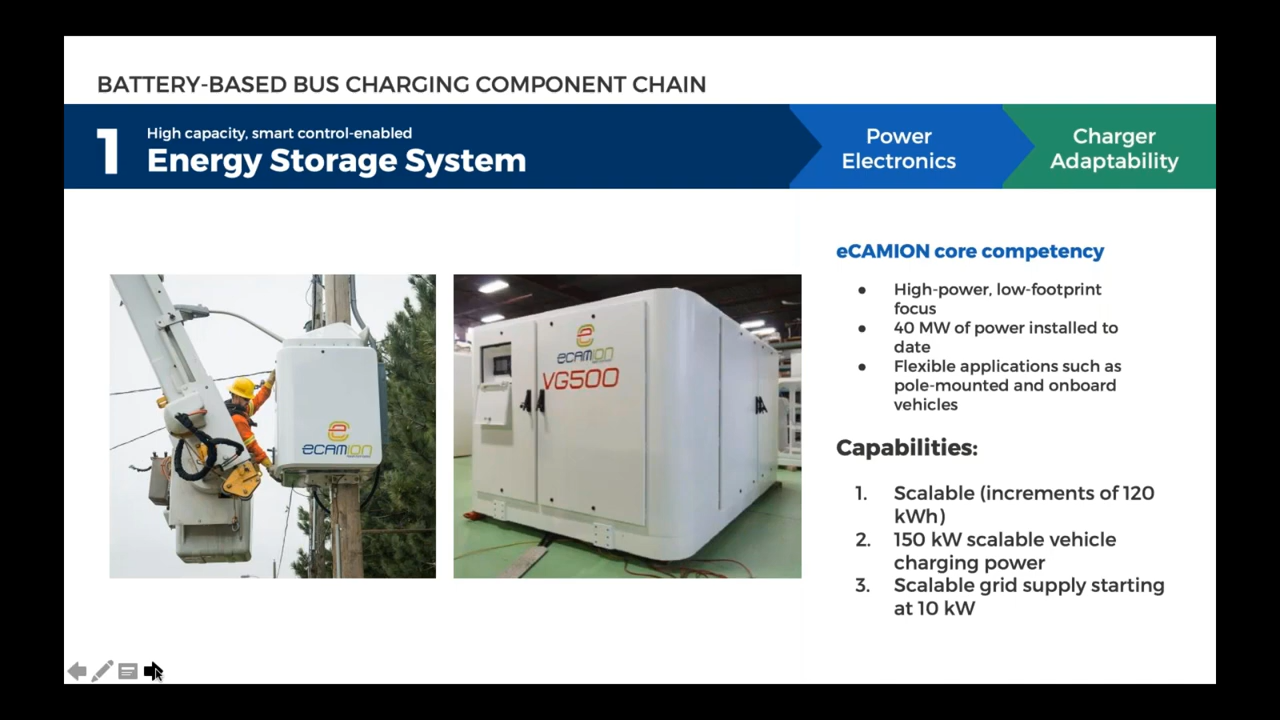 BATTERY-BASED BUS CHARGING COMPONENT CHAIN
1
High capacity, smart control-enabled
Energy Storage System
Power
Electronics
Charger
Adaptability
ecamion
ecamion
VG500
eCAMION core competency
● High-power, low-footprint
focus
● 40 MW of power installed to
date
● Flexible applications such as
pole-mounted and onboard
vehicles
Capabilities:
1. Scalable (increments of 120
kWh)
2. 150 kW scalable vehicle
charging power
3. Scalable grid supply starting
at 10 kW